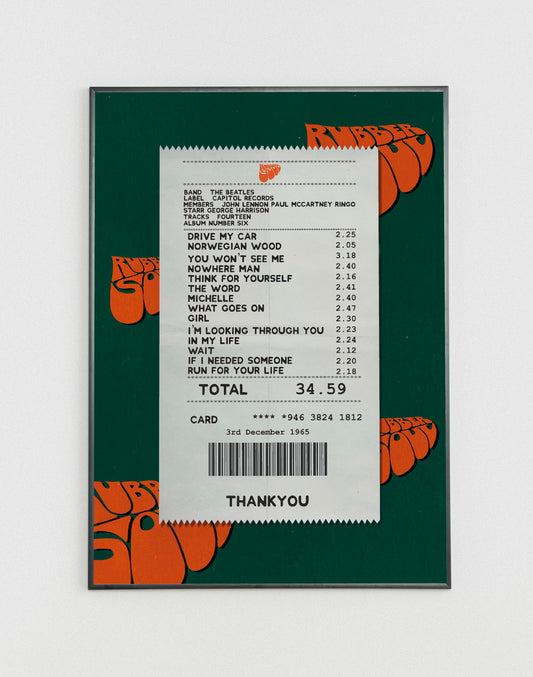 RUBBER SOUL
RUBBER SOUL
BAND THE BEATLES
LABEL CAPITOL RECORDS
MEMBERS JOHN LENNON PAUL MCCARTNEY RINGO
STARR GEORGE HARRISON
TRACKS FOURTEEN
ALBUM NUMBER SIX
DRIVE MY CAR 2.25
NORWEGIAN WOOD 2.05
YOU WON'T SEE ME 3.18
NOWHERE MAN 2.40
THINK FOR YOURSELF 2.16
THE WORD 2.41
MICHELLE 2.40
WHAT GOES ON 2.47
GIRL 2.30
I'M LOOKING THROUGH YOU 2.23
IN MY LIFE 2.24
WAIT 2.12
IF I NEEDED SOMEONE 2.20
RUN FOR YOUR LIFE 2.18
TOTAL 34.59
CARD **** *946 3824 1812
3rd December 1965
THANKYOU